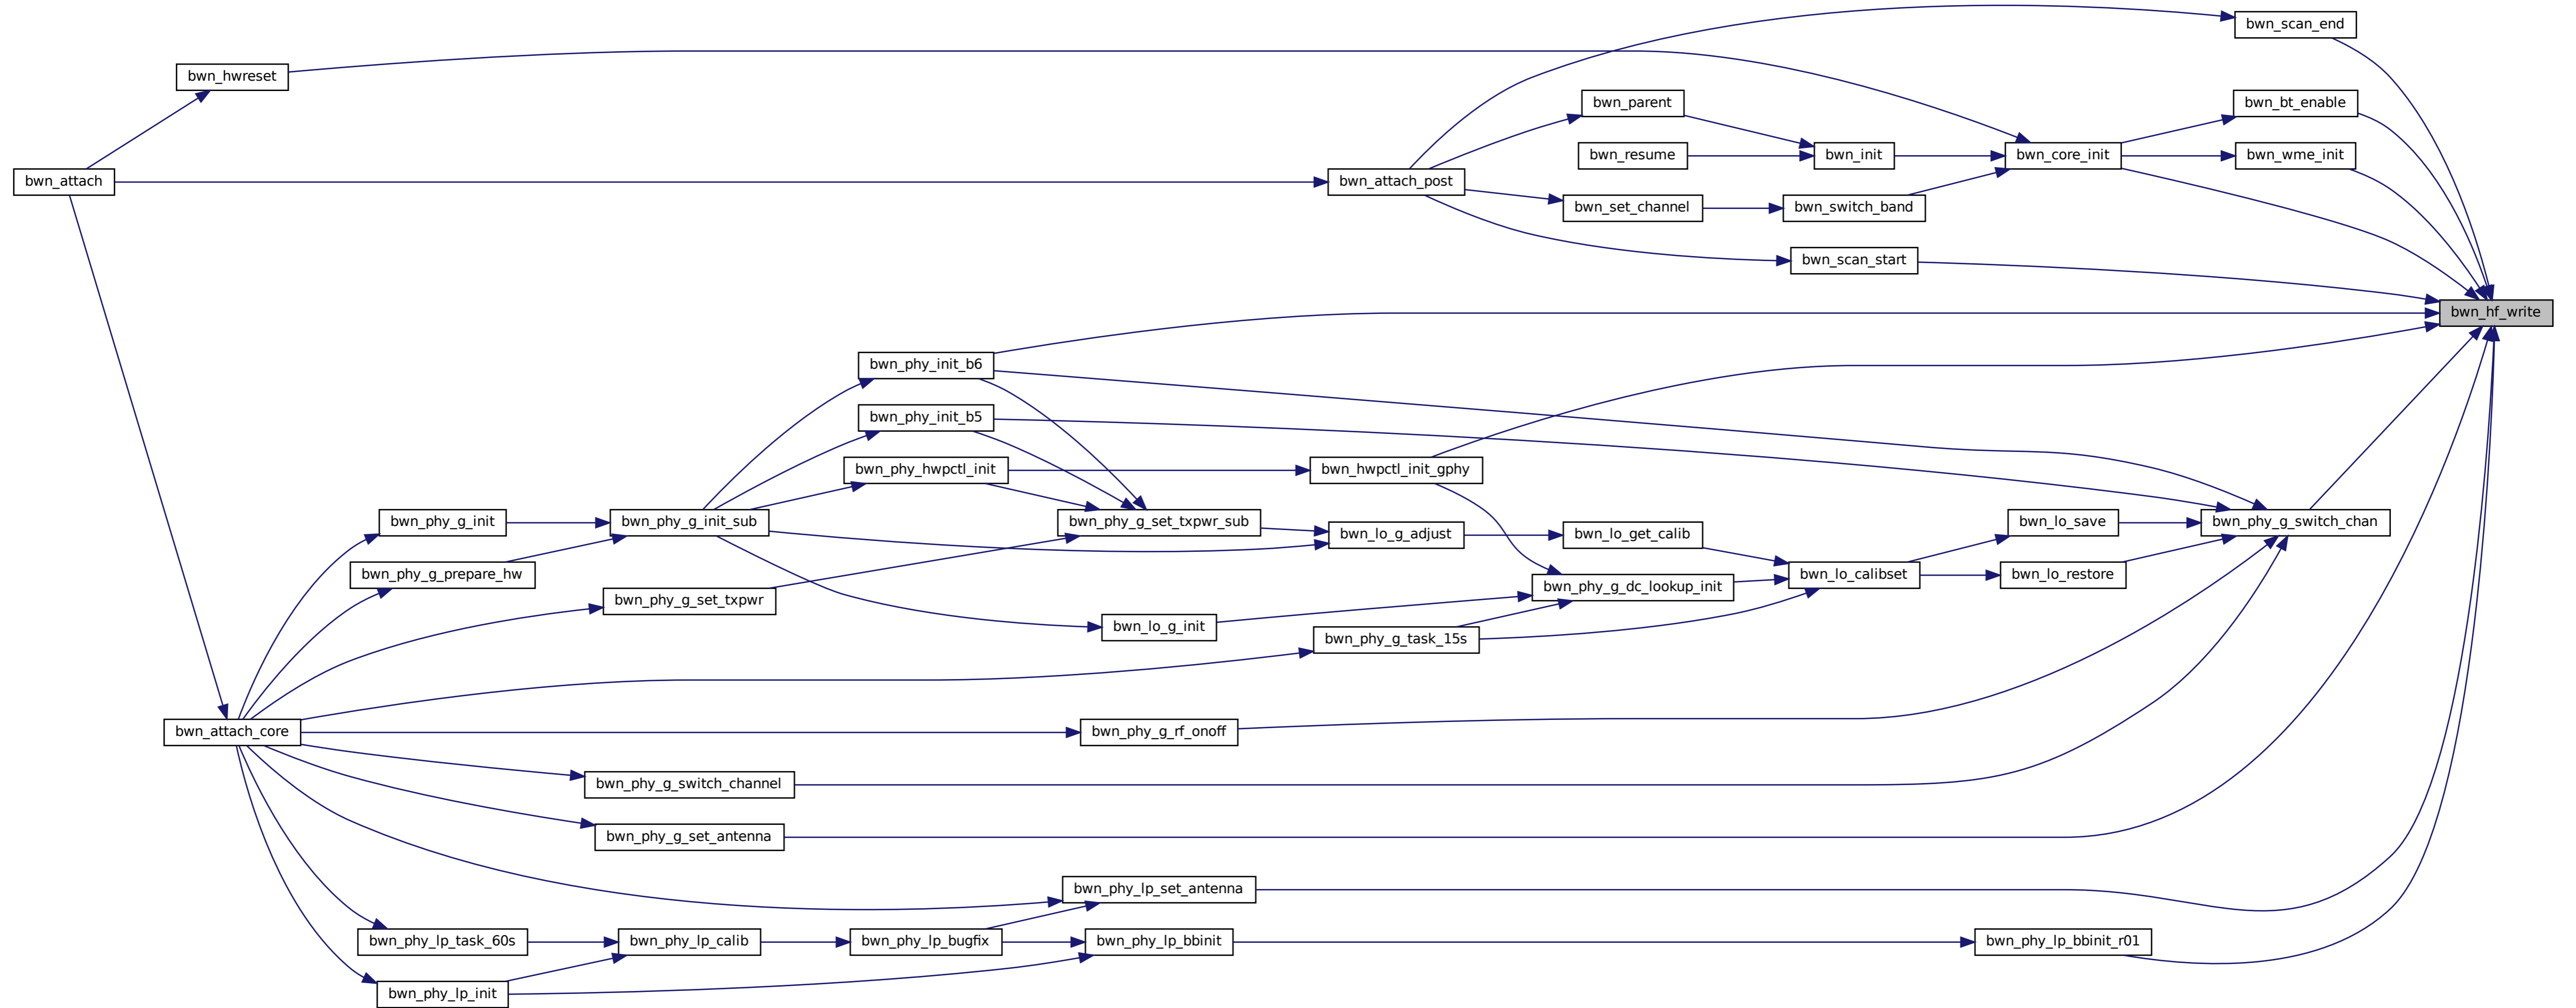 bwn_scan_end
bwn_hwreset
bwn_parent
bwn_bt_enable
bwn_attach
bwn_attach_post
bwn_resume
bwn_init
bwn_core_init
bwn_wme_init
bwn_set_channel
bwn_switch_band
bwn_scan_start
bwn_hf_write
bwn_phy_init_b6
bwn_phy_init_b5
bwn_phy_hwpctl_init
bwn_hwpctl_init_gphy
bwn_phy_g_init
bwn_phy_g_init_sub
bwn_phy_g_set_txpwr_sub
bwn_lo_g_adjust
bwn_lo_get_calib
bwn_lo_save
bwn_phy_g_switch_chan
bwn_phy_g_prepare_hw
bwn_phy_g_set_txpwr
bwn_phy_g_dc_lookup_init
bwn_lo_calibset
bwn_lo_restore
bwn_lo_g_init
bwn_phy_g_task_15s
bwn_attach_core
bwn_phy_g_rf_onoff
bwn_phy_g_switch_channel
bwn_phy_g_set_antenna
bwn_phy_lp_set_antenna
bwn_phy_lp_task_60s
bwn_phy_lp_calib
bwn_phy_lp_bugfix
bwn_phy_lp_bbinit
bwn_phy_lp_bbinit_r01
bwn_phy_lp_init